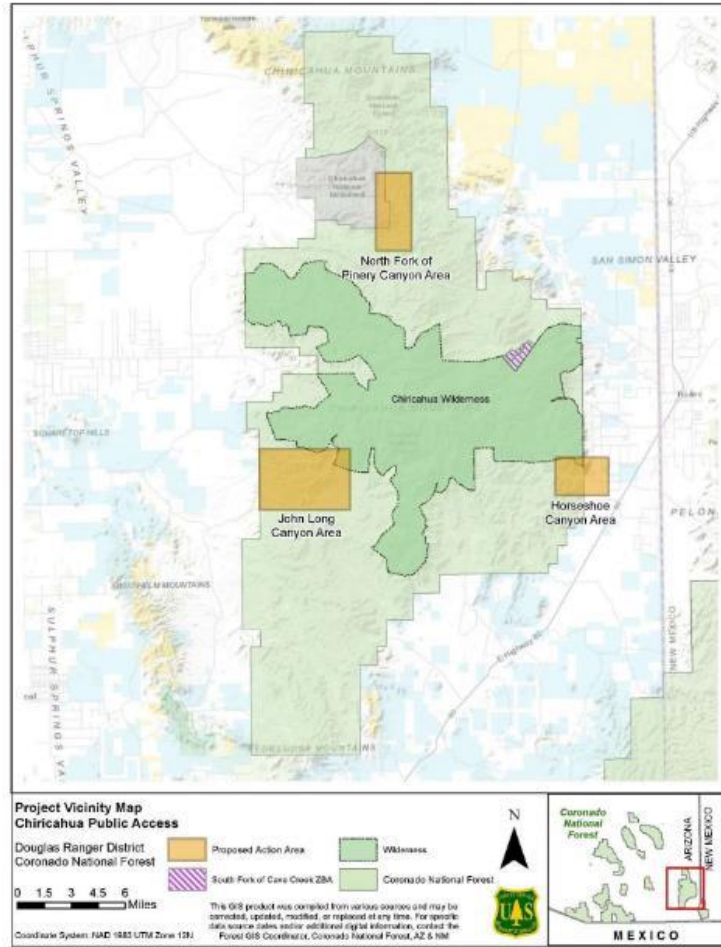 CHIRICAHUA MOUNTAINS
SULPHUR SPRINGS VALLEY
Chiricahua
National
Monument
North Fork of
Pinery Canyon Area
SAN SIMON VALLEY
Chiricahua Wilderness
Rodeo
John Long
Canyon Area
Horseshoe
Canyon Area
PELON
MOUNTAINS
E Highway 80
NEW MEXICO
SULPHUR SPRINGS VA
MOUNTAINS
Project Vicinity Map
Chiricahua Public Access
Douglas Ranger District
Coronado National Forest
0 1.5 3 4.5 6
Miles
Coordinate System: NAD 1983 UTM Zone 12N
Proposed Action Area
Wilderness
South Fork of Cave Creek ZBA
Coronado National Forest
This GIS product was compiled from various sources and may be
corrected, updated, modified, or replaced at any time. For specific
data source dates and/or additional digital information, contact the
Forest GIS Coordinator, Coronado National Forest, AZ & NM
N
UAS
Coronado
National
Forest
ARIZONA
NEW MEXICO
MEXICO